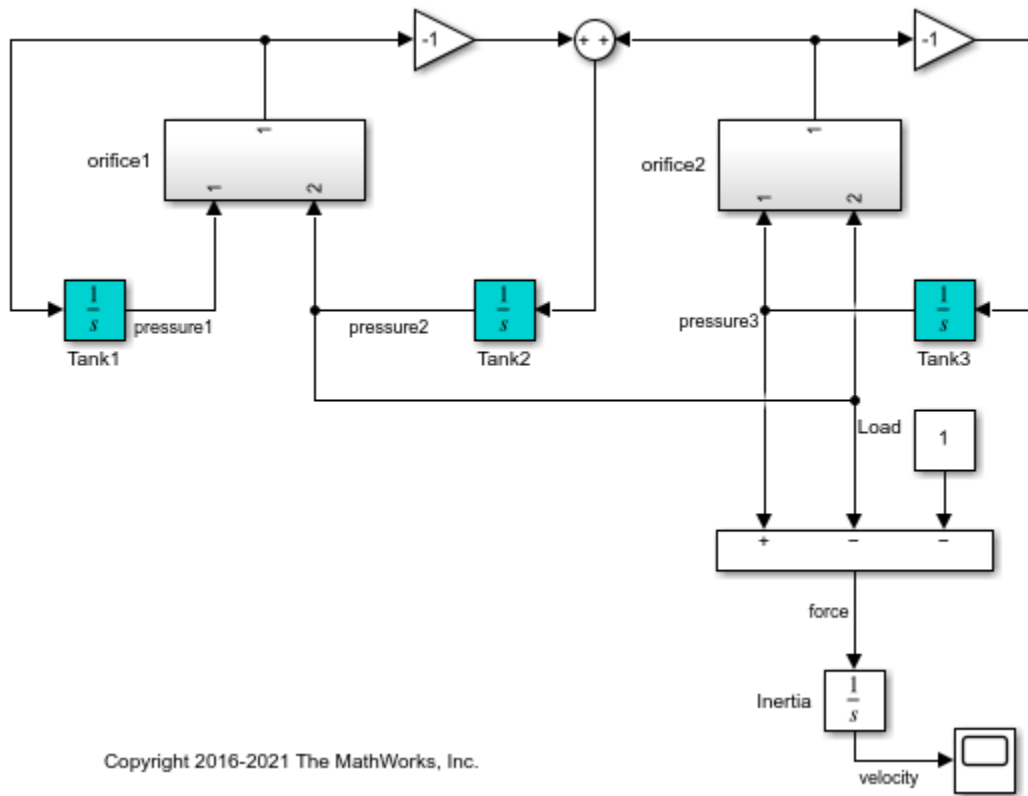 -1
+ +
-1
1
1
orifice1
orifice2
1
2
1
2
1
s
1
s
1
s
pressure1
pressure2
pressure3
Tank1
Tank2
Tank3
Load
1
+
−
−
force
Inertia
1
s
Copyright 2016-2021 The MathWorks, Inc.
velocity